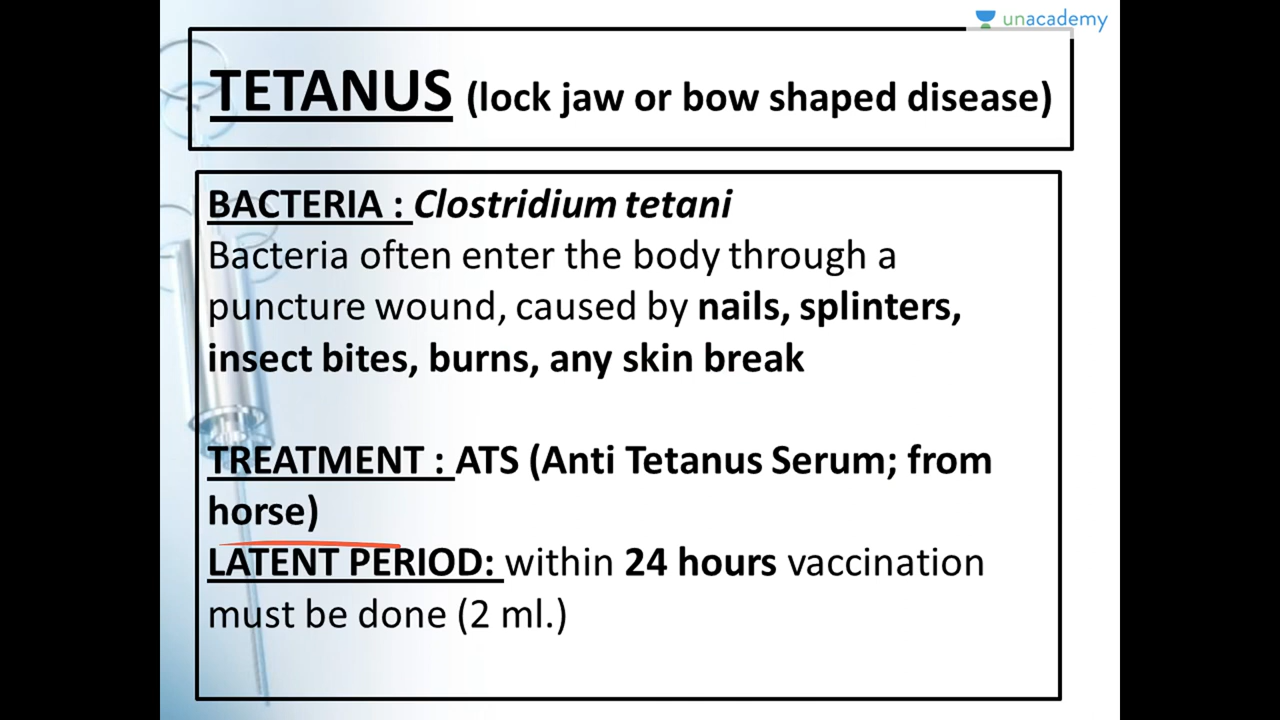 unacademy
TETANUS (lock jaw or bow shaped disease)
BACTERIA : Clostridium tetani
Bacteria often enter the body through a
puncture wound, caused by nails, splinters,
insect bites, burns, any skin break
TREATMENT : ATS (Anti Tetanus Serum; from
horse)
LATENT PERIOD: within 24 hours vaccination
must be done (2 ml.)